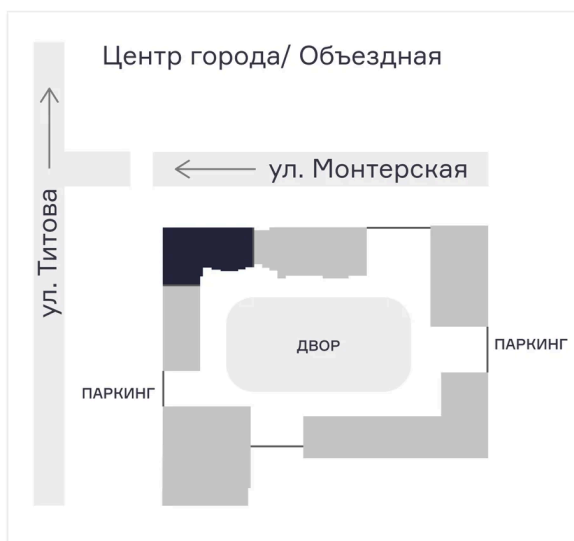 Центр города/ Объездная
ул. Монтерская
ул. Титова
ДВОР
ПАРКИНГ
ПАРКИНГ